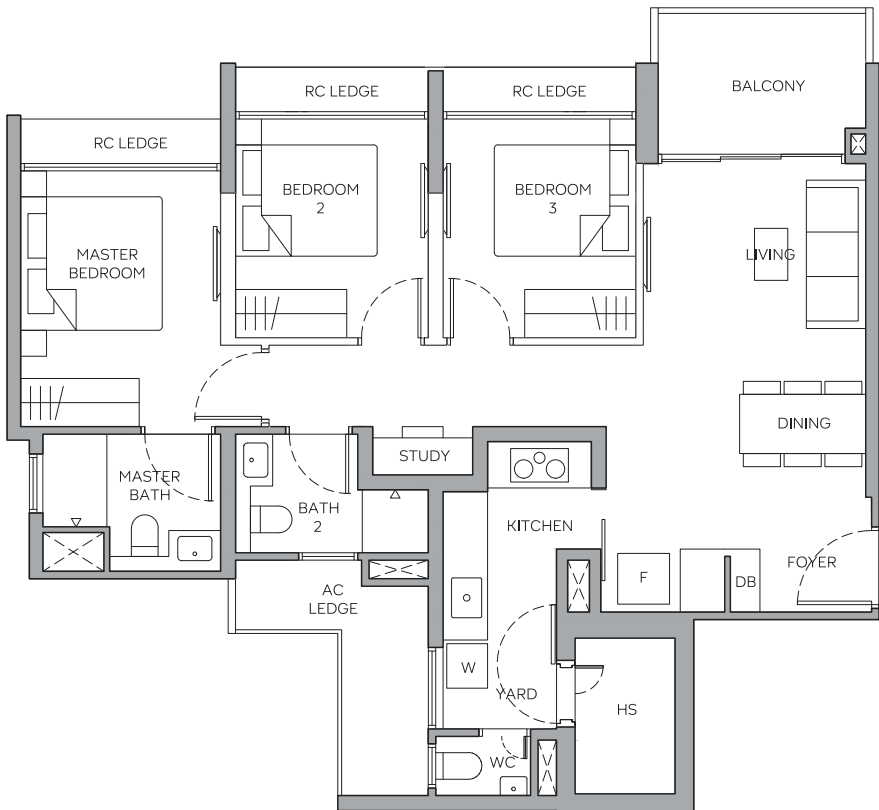 BALCONY
RC LEDGE
RC LEDGE
RC LEDGE
BEDROOM
2
BEDROOM
3
MASTER
BEDROOM
LIVING
DINING
STUDY
MASTER
BATH
BATH
2
KITCHEN
FOYER
F
DB
AC
LEDGE
W
YARD
HS
WC